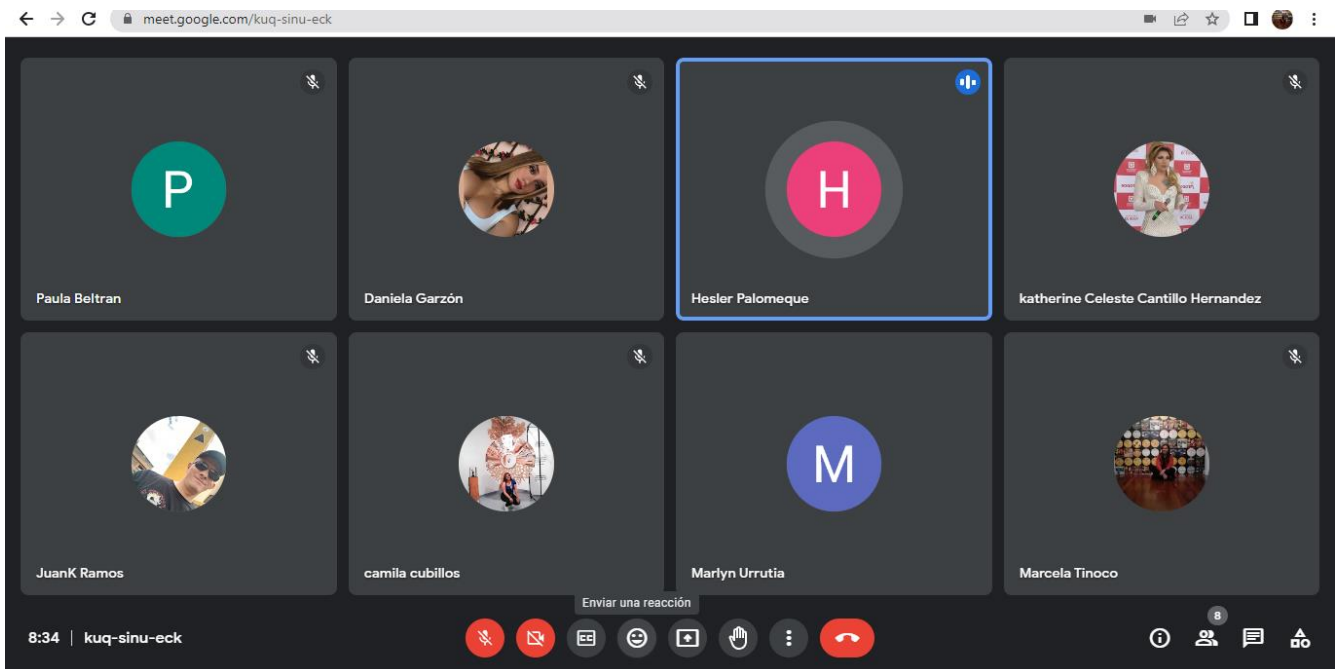 meet.google.com/kuq-sinu-eck
P
H
Paula Beltran
Daniela Garzón
Hesler Palomeque
katherine Celeste Cantillo Hernandez
M
JuanK Ramos
camila cubillos
Marlyn Urrutia
Marcela Tinoco
Enviar una reacción
8:34 | kuq-sinu-eck
CC
8